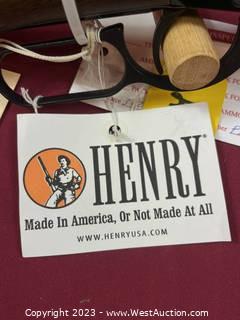 HENRY
Made In America, Or Not Made At All
WWW.HENRYUSA.COM
Copyright 2023 - www.WestAuction.com